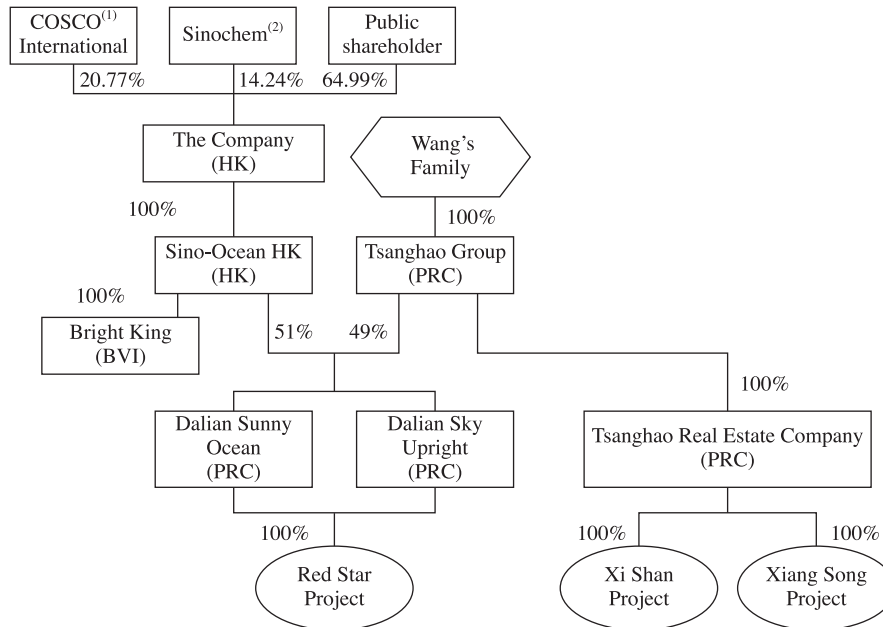 COSCO(1)
International
Sinochem(2)
Public
shareholder
20.77%
14.24%
64.99%
The Company
(HK)
Wang's
Family
100%
100%
Sino-Ocean HK
(HK)
Tsanghao Group
(PRC)
100%
Bright King
(BVI)
51%
49%
100%
Dalian Sunny
Ocean
(PRC)
Dalian Sky
Upright
(PRC)
Tsanghao Real Estate Company
(PRC)
100%
100%
100%
Red Star
Project
Xi Shan
Project
Xiang Song
Project